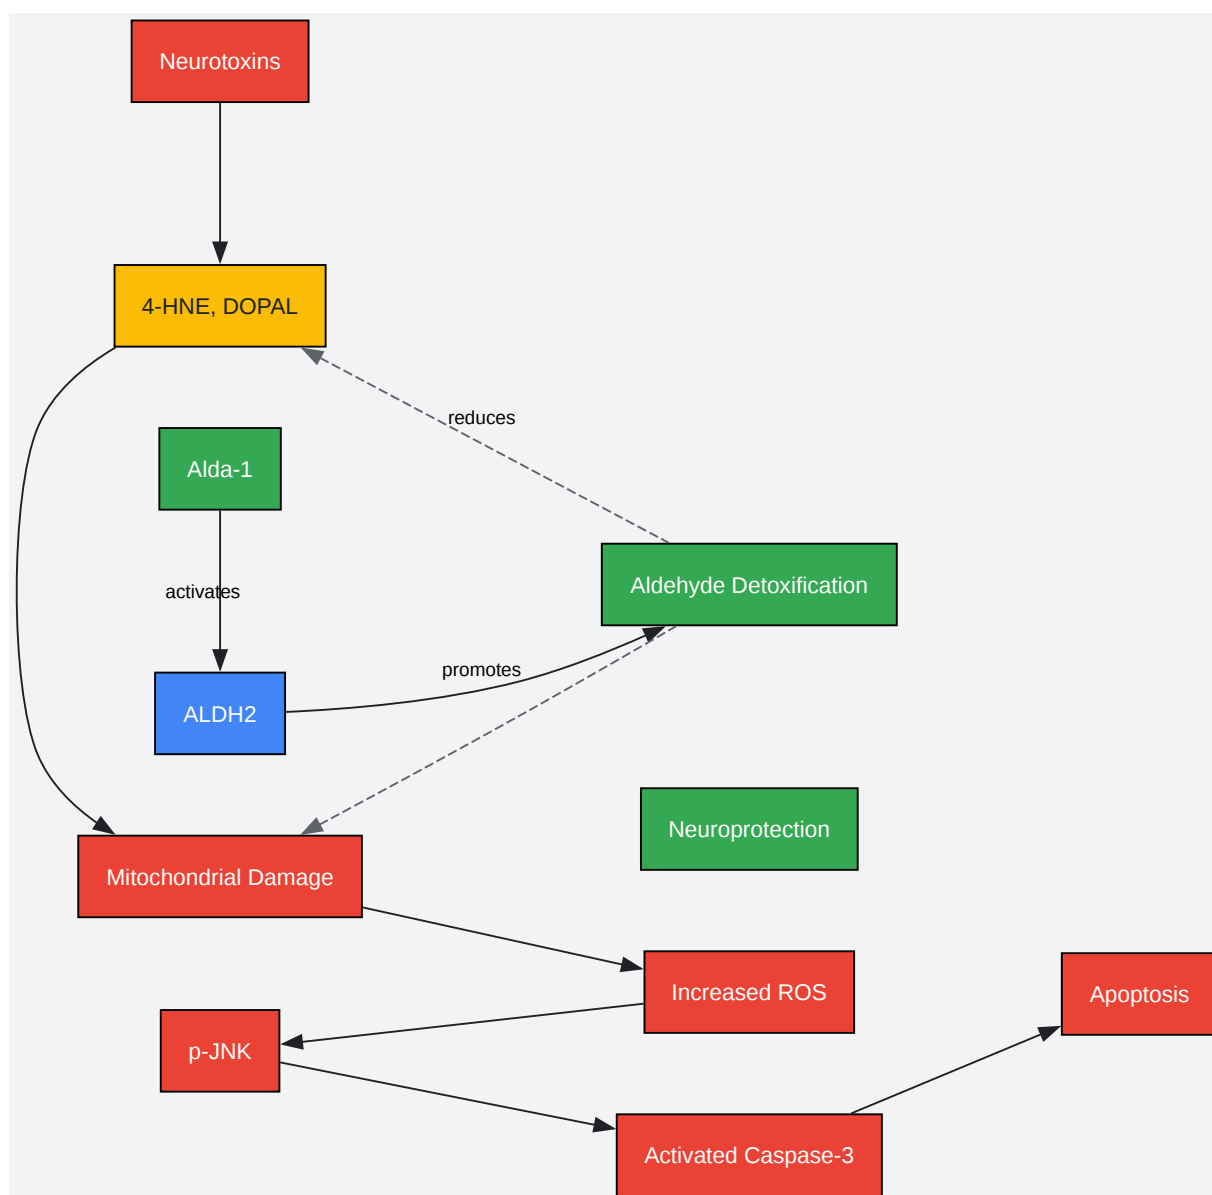 Neurotoxins
4-HNE, DOPAL
reduces
Alda-1
Aldehyde Detoxification
activates
promotes
ALDH2
Neuroprotection
Mitochondrial Damage
Increased ROS
Apoptosis
p-JNK
Activated Caspase-3